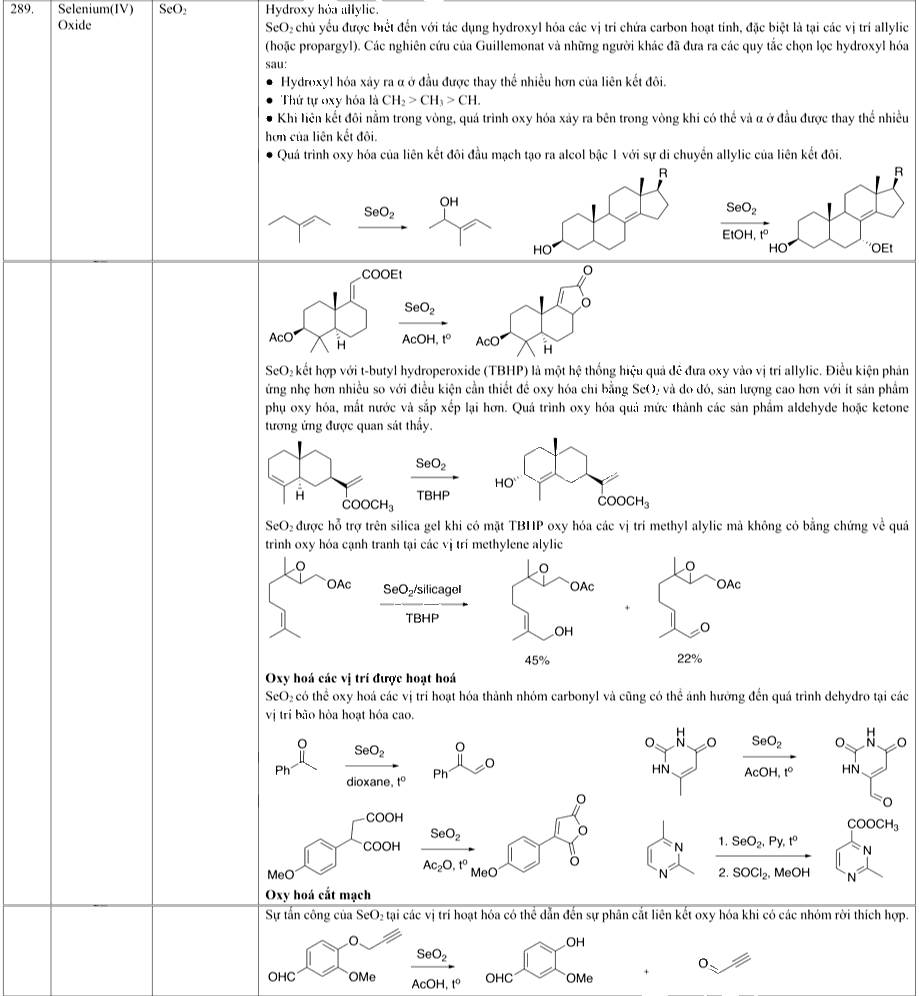 289. Selenium(IV) SeO₂ Hydroxy hóa allylic.
Oxide SeO₂ chủ yếu được biết đến với tác dụng hydroxyl hóa các vị trí chứa carbon hoạt tính, đặc biệt là tại các vị trí allylic
(hoặc propargyl). Các nghiên cứu của Guillemonat và những người khác đã đưa ra các quy tắc chọn lọc hydroxyl hóa
sau:
● Hydroxyl hóa xảy ra α ở đầu được thay thế nhiều hơn của liên kết đôi.
● Thứ tự oxy hóa là CH₂ > CH₃ > CH.
● Khi liên kết đôi nằm trong vòng, quá trình oxy hóa xảy ra bên trong vòng khi có thể và α ở đầu được thay thế nhiều
hơn của liên kết đôi.
● Quá trình oxy hóa của liên kết đôi đầu mạch tạo ra alcol bậc 1 với sự di chuyển allylic của liên kết đôi.
SeO₂ OH HO R SeO₂ EtOH, t⁰ HO R OEt
COOEt AcO H SeO₂ AcOH, t⁰ AcO H O O
SeO₂ kết hợp với t-butyl hydroperoxide (TBHP) là một hệ thống hiệu quả để đưa oxy vào vị trí allylic. Điều kiện phản
ứng nhẹ hơn nhiều so với điều kiện cần thiết để oxy hóa chỉ bằng SeO₂ và do đó, sản lượng cao hơn với ít sản phẩm
phụ oxy hóa, mất nước và sắp xếp lại hơn. Quá trình oxy hóa quá mức thành các sản phẩm aldehyde hoặc ketone
tương ứng được quan sát thấy.
H COOCH₃ SeO₂ TBHP HO COOCH₃
SeO₂ được hỗ trợ trên silica gel khi có mặt TBHP oxy hóa các vị trí methyl alylic mà không có bằng chứng về quá
trình oxy hóa cạnh tranh tại các vị trí methylene alylic
O OAc SeO₂/silicagel TBHP O OAc OH + O OAc O
45% 22%
Oxy hoá các vị trí được hoạt hoá
SeO₂ có thể oxy hoá các vị trí hoạt hóa thành nhóm carbonyl và cũng có thể ảnh hưởng đến quá trình dehydro tại các
vị trí bão hòa hoạt hóa cao.
Ph O SeO₂ dioxane, t⁰ Ph O O O H N O HN SeO₂ AcOH, t⁰ O H N O HN O
MeO COOH COOH SeO₂ Ac₂O, t⁰ MeO O O O N N 1. SeO₂, Py, t⁰ 2. SOCl₂, MeOH COOCH₃ N N
Oxy hoá cắt mạch
Sự tấn công của SeO₂ tại các vị trí hoạt hóa có thể dẫn đến sự phân cắt liên kết oxy hóa khi có các nhóm rời thích hợp.
OHC O OMe SeO₂ AcOH, t⁰ OHC OH OMe + O